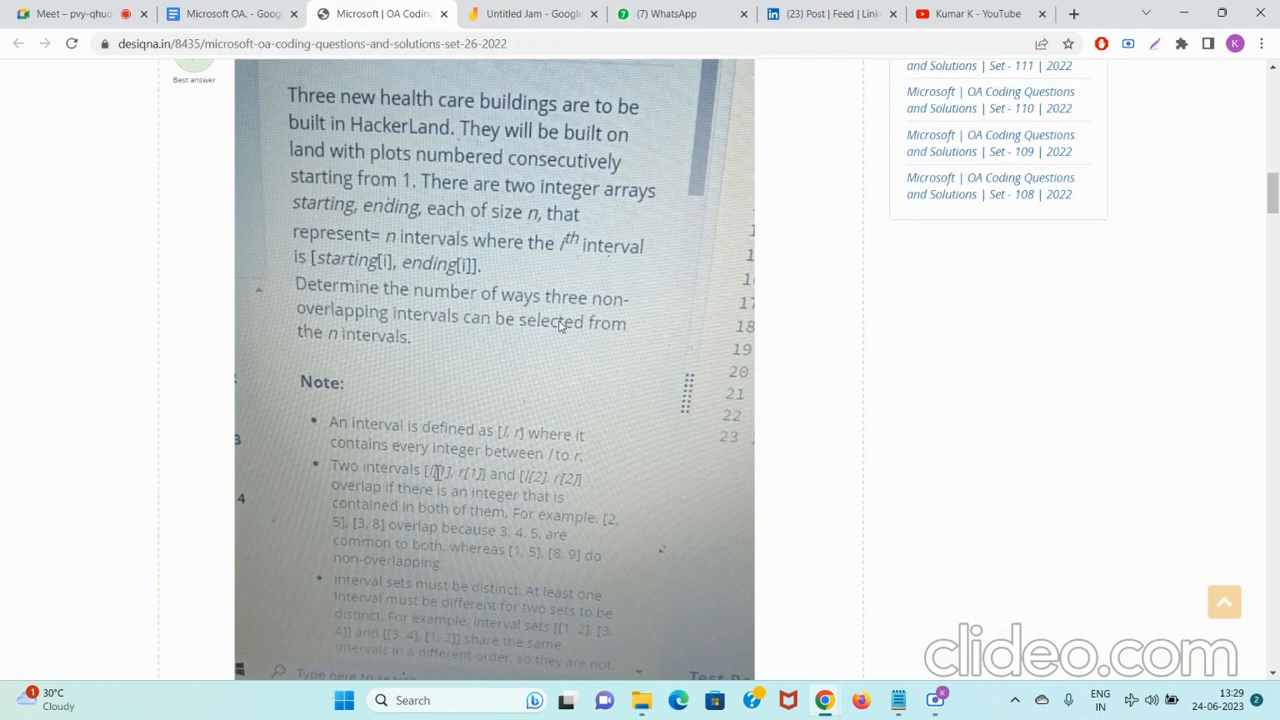 Meet – pvy-qhuo
Microsoft OA. - Goog
Microsoft | OA Coding
Untitled Jam - Google
(7) WhatsApp
(23) Post | Feed | Link
Kumar K - YouTube
desiqna.in/8435/microsoft-oa-coding-questions-and-solutions-set-26-2022
K
Best answer
Three new health care buildings are to be
built in HackerLand. They will be built on
land with plots numbered consecutively
starting from 1. There are two integer arrays
starting, ending, each of size n, that
represent= n intervals where the ith interval
is [starting[i], ending[i]].
Determine the number of ways three non-
overlapping intervals can be selected from
the n intervals.
Note:
• An interval is defined as [l, r] where it
contains every integer between l to r.
• Two intervals [l[1], r[1]] and [l[2], r[2]]
overlap if there is an integer that is
contained in both of them. For example, [2,
5], [3, 8] overlap because 3, 4, 5, are
common to both, whereas [1, 5], [8, 9] do
non-overlapping.
• Interval sets must be distinct. At least one
interval must be different for two sets to be
distinct. For example, interval sets [[1, 2], [3,
4]] and [[3, 4], [1, 2]] share the same
intervals in a different order, so they are not
Type here to search
3
4
17
18
19
20
21
22
23
and Solutions | Set - 111 | 2022
Microsoft | OA Coding Questions
and Solutions | Set - 110 | 2022
Microsoft | OA Coding Questions
and Solutions | Set - 109 | 2022
Microsoft | OA Coding Questions
and Solutions | Set - 108 | 2022
clideo.com
1
30°C
Cloudy
Search
ENG
IN
13:29
24-06-2023
2